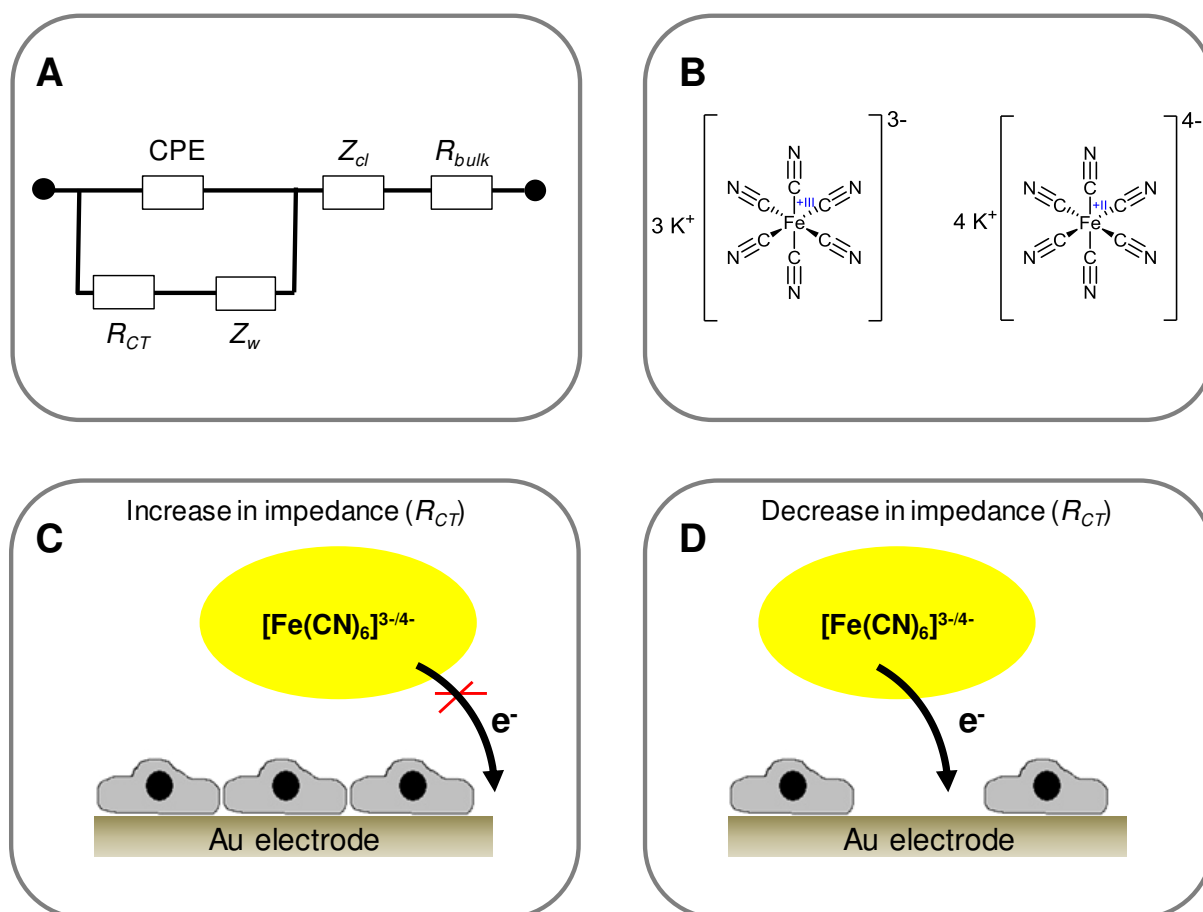 A
CPE
Z_cl
R_bulk
R_CT
Z_w
B
3 K⁺
3-
N
C
N
C
C
N
+III
Fe
N
C
C
N
C
N
4 K⁺
4-
N
C
N
C
C
N
+II
Fe
N
C
C
N
C
N
C
Increase in impedance (R_CT)
[Fe(CN)₆]³⁻/⁴⁻
e⁻
Au electrode
D
Decrease in impedance (R_CT)
[Fe(CN)₆]³⁻/⁴⁻
e⁻
Au electrode